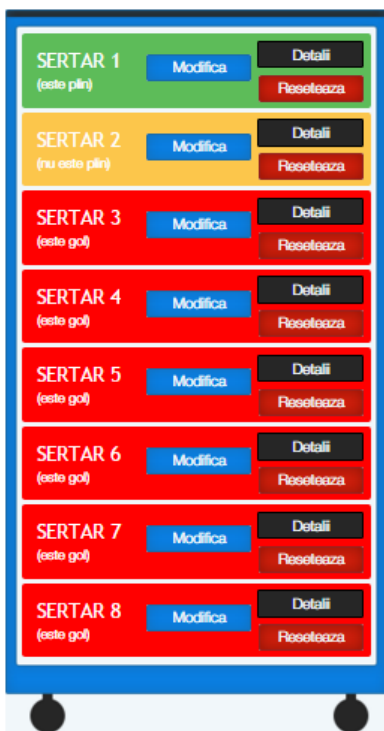 SERTAR 1
(este plin)
Modifica
Detalii
Reseteaza
SERTAR 2
(nu este plin)
Modifica
Detalii
Reseteaza
SERTAR 3
(este gol)
Modifica
Detalii
Reseteaza
SERTAR 4
(este gol)
Modifica
Detalii
Reseteaza
SERTAR 5
(este gol)
Modifica
Detalii
Reseteaza
SERTAR 6
(este gol)
Modifica
Detalii
Reseteaza
SERTAR 7
(este gol)
Modifica
Detalii
Reseteaza
SERTAR 8
(este gol)
Modifica
Detalii
Reseteaza